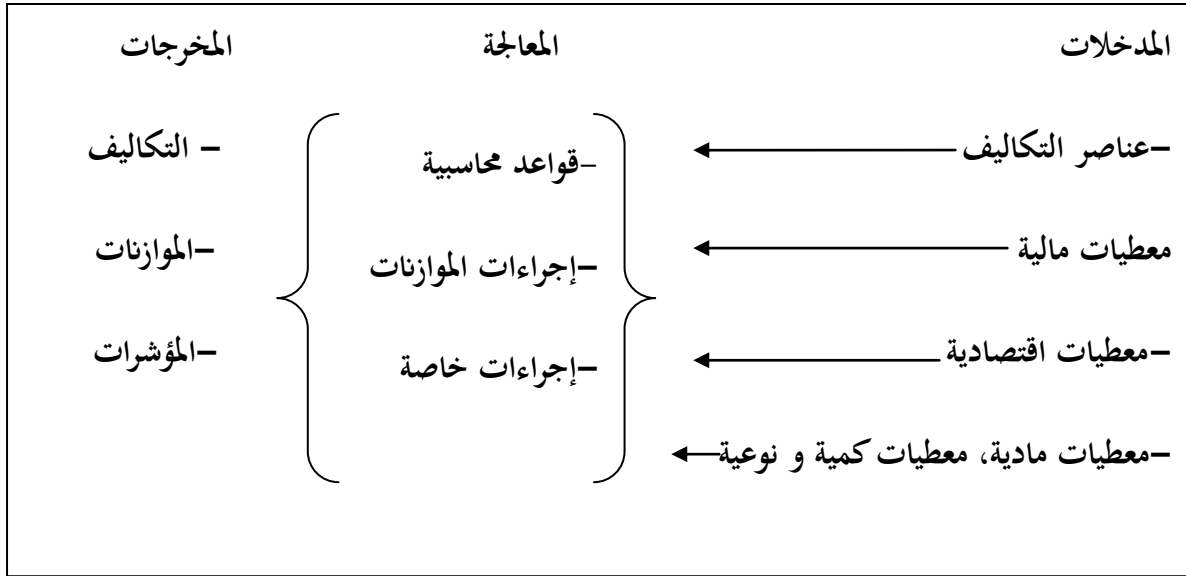 المدخلات
المعالجة
المخرجات
–عناصر التكاليف
معطيات مالية
–معطيات اقتصادية
–معطيات مادية، معطيات كمية و نوعية
–قواعد محاسبية
–إجراءات الموازنات
–إجراءات خاصة
– التكاليف
–الموازنات
–المؤشرات